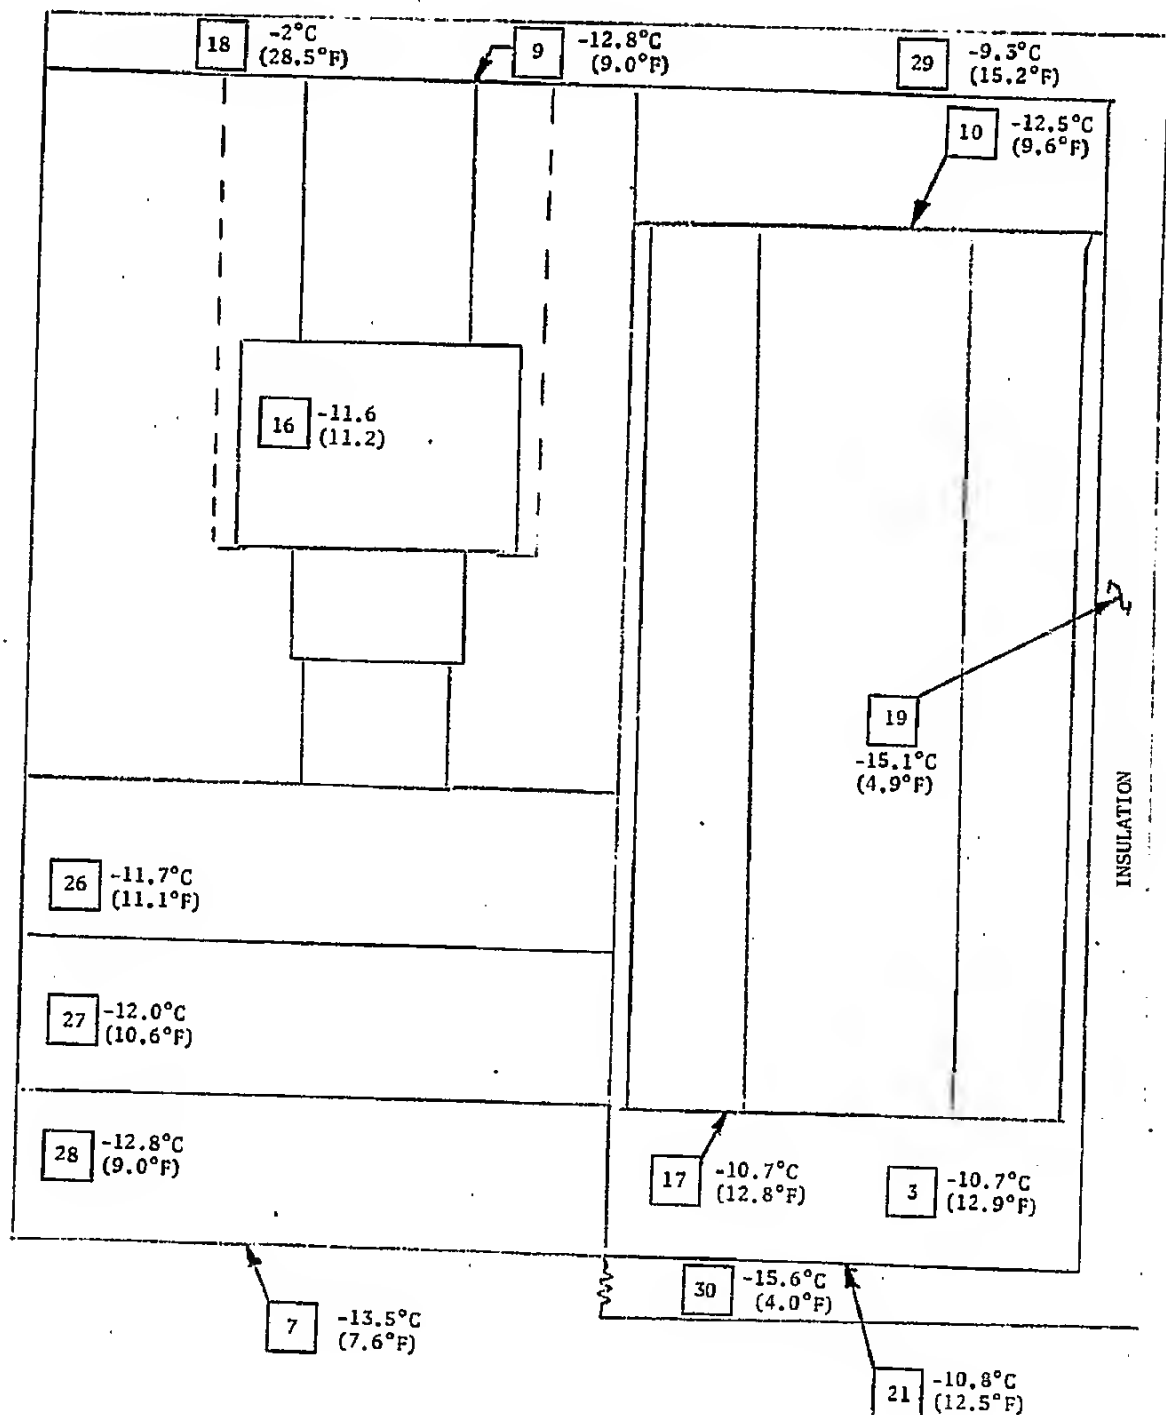 18 -2°C
(28.5°F)
9 -12.8°C
(9.0°F)
29 -9.3°C
(15.2°F)
10 -12.5°C
(9.6°F)
16 -11.6
(11.2)
19
-15.1°C
(4.9°F)
INSULATION
26 -11.7°C
(11.1°F)
27 -12.0°C
(10.6°F)
28 -12.8°C
(9.0°F)
17 -10.7°C
(12.8°F)
3 -10.7°C
(12.9°F)
30 -15.6°C
(4.0°F)
7 -13.5°C
(7.6°F)
21 -10.8°C
(12.5°F)